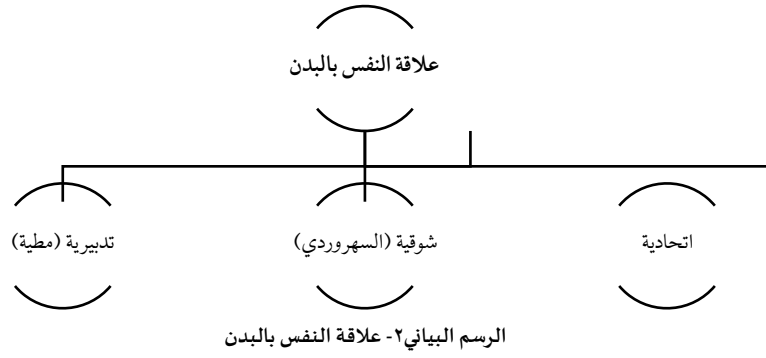 علاقة النفس بالبدن
اتحادية
شوقية (السهروردي)
تدبيرية (مطية)
الرسم البياني٢- علاقة النفس بالبدن